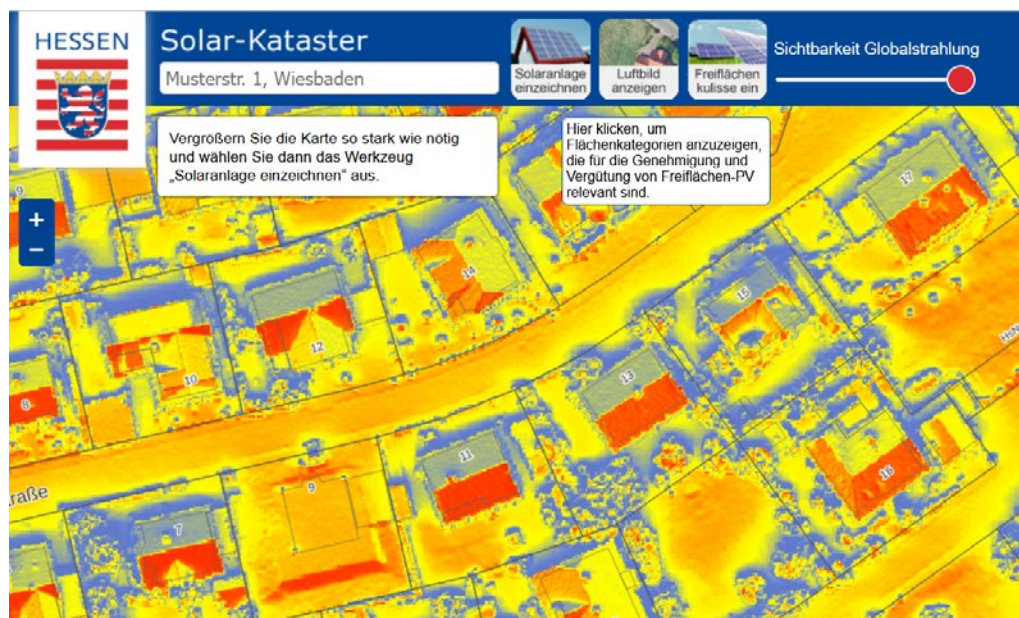 HESSEN
Solar-Kataster
Musterstr. 1, Wiesbaden
Solaranlage
einzeichnen
Luftbild
anzeigen
Freiflächen
kulisse ein
Sichtbarkeit Globalstrahlung
Vergrößern Sie die Karte so stark wie nötig
und wählen Sie dann das Werkzeug
„Solaranlage einzeichnen“ aus.
Hier klicken, um
Flächenkategorien anzuzeigen,
die für die Genehmigung und
Vergütung von Freiflächen-PV
relevant sind.
+
−
9
17
14
15
12
10
13
8
11
16
9
raße
7